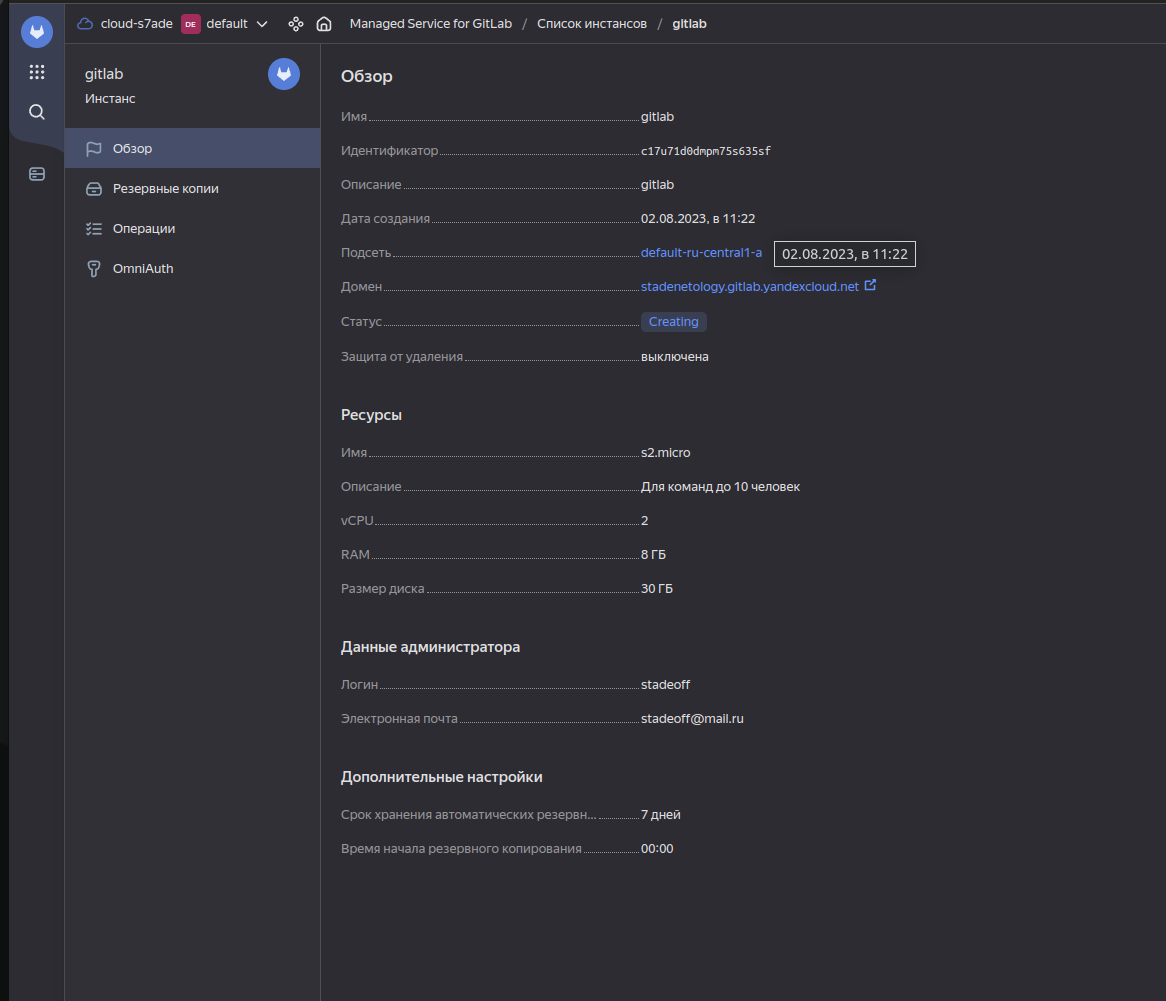 cloud-s7ade DE default Managed Service for GitLab / Список инстансов / gitlab
gitlab
Инстанс
Обзор
Резервные копии
Операции
OmniAuth
Обзор
Имя gitlab
Идентификатор c17u71d0dmpm75s635sf
Описание gitlab
Дата создания 02.08.2023, в 11:22
Подсеть default-ru-central1-a 02.08.2023, в 11:22
Домен stadenetology.gitlab.yandexcloud.net
Статус Creating
Защита от удаления выключена
Ресурсы
Имя s2.micro
Описание Для команд до 10 человек
vCPU 2
RAM 8 ГБ
Размер диска 30 ГБ
Данные администратора
Логин stadeoff
Электронная почта stadeoff@mail.ru
Дополнительные настройки
Срок хранения автоматических резервн... 7 дней
Время начала резервного копирования 00:00